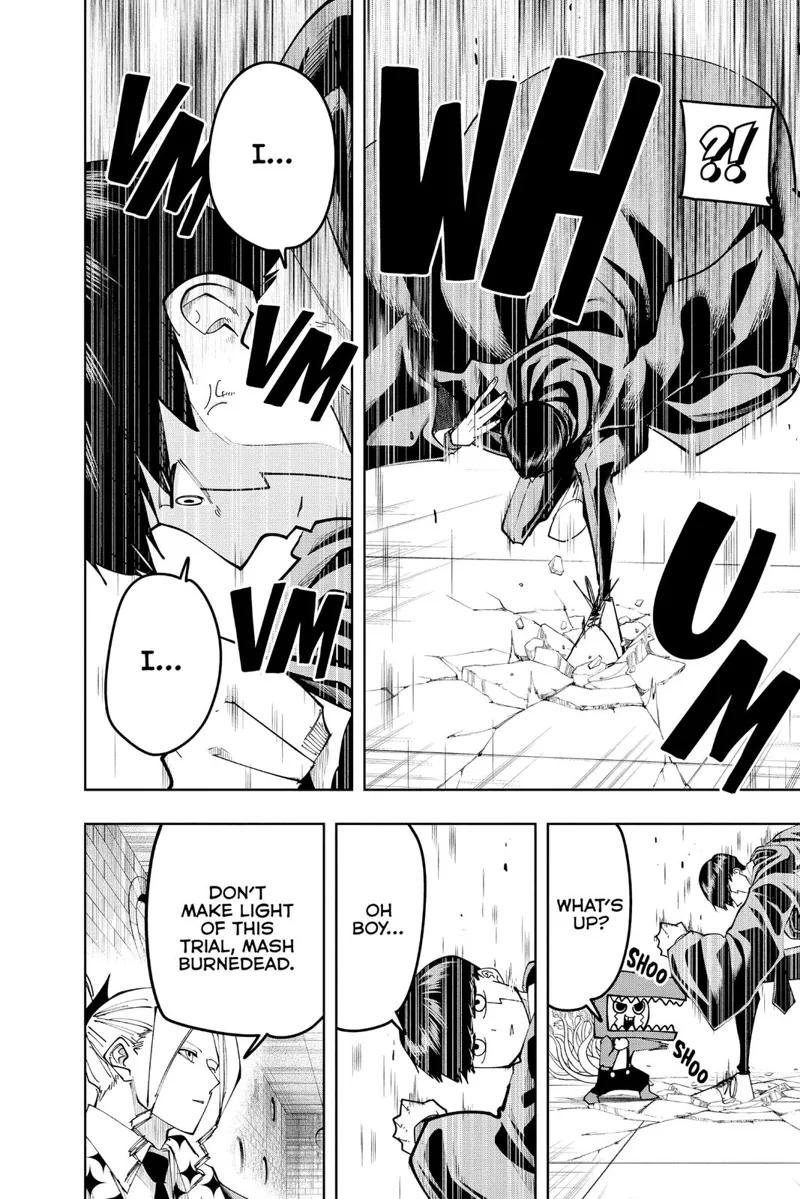 ?!
WH
UM
I...
VM
VM
VM
I...
WHAT'S
UP?
SHOO
SHOO
OH
BOY...
DON'T
MAKE LIGHT
OF THIS
TRIAL, MASH
BURNEDEAD.